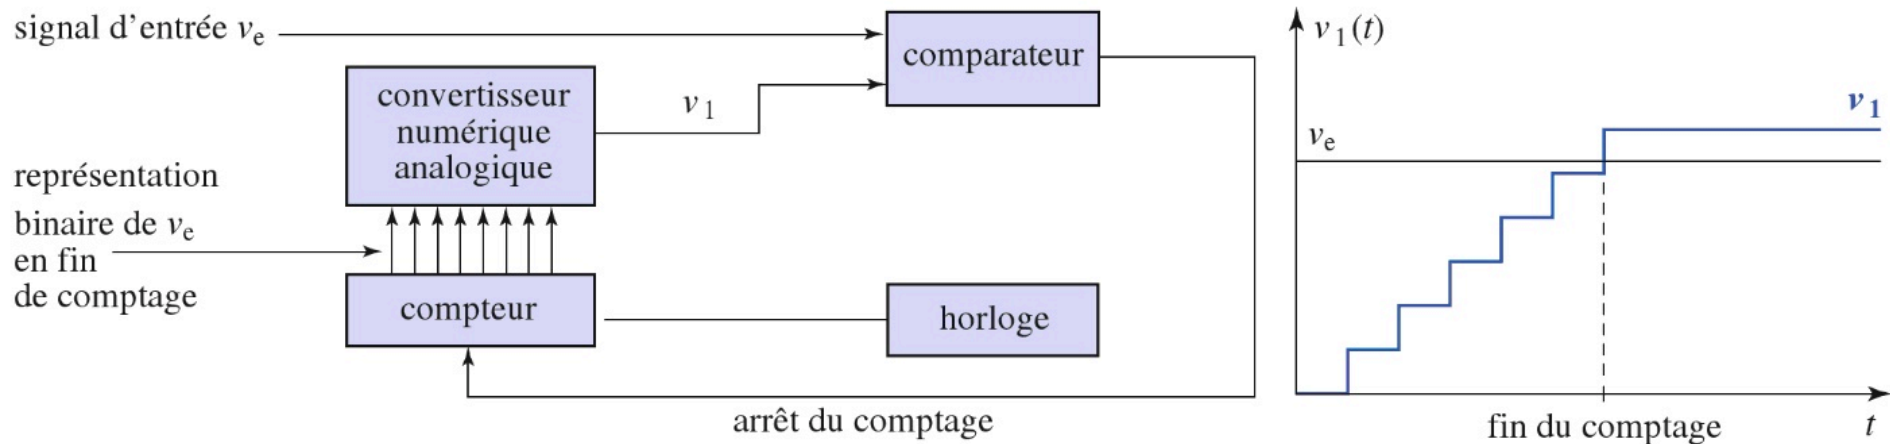 signal d'entrée ve
convertisseur
numérique
analogique
v1
comparateur
représentation
binaire de ve
en fin
de comptage
compteur
horloge
arrêt du comptage
v1(t)
v1
ve
fin du comptage
t